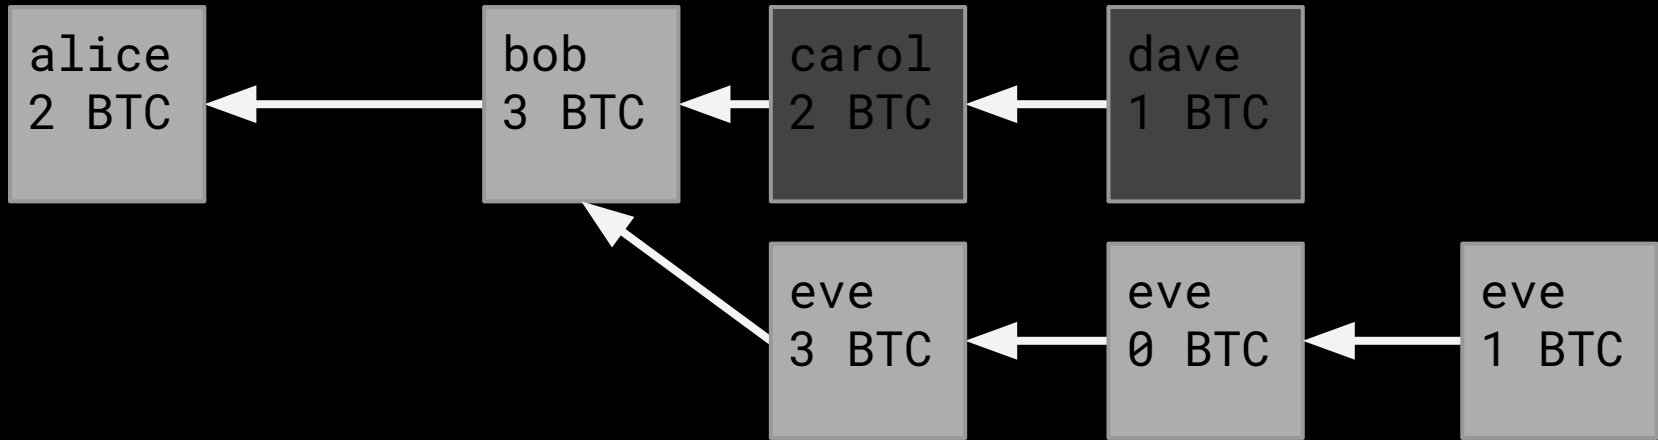 alice
2 BTC
bob
3 BTC
carol
2 BTC
dave
1 BTC
eve
3 BTC
eve
0 BTC
eve
1 BTC